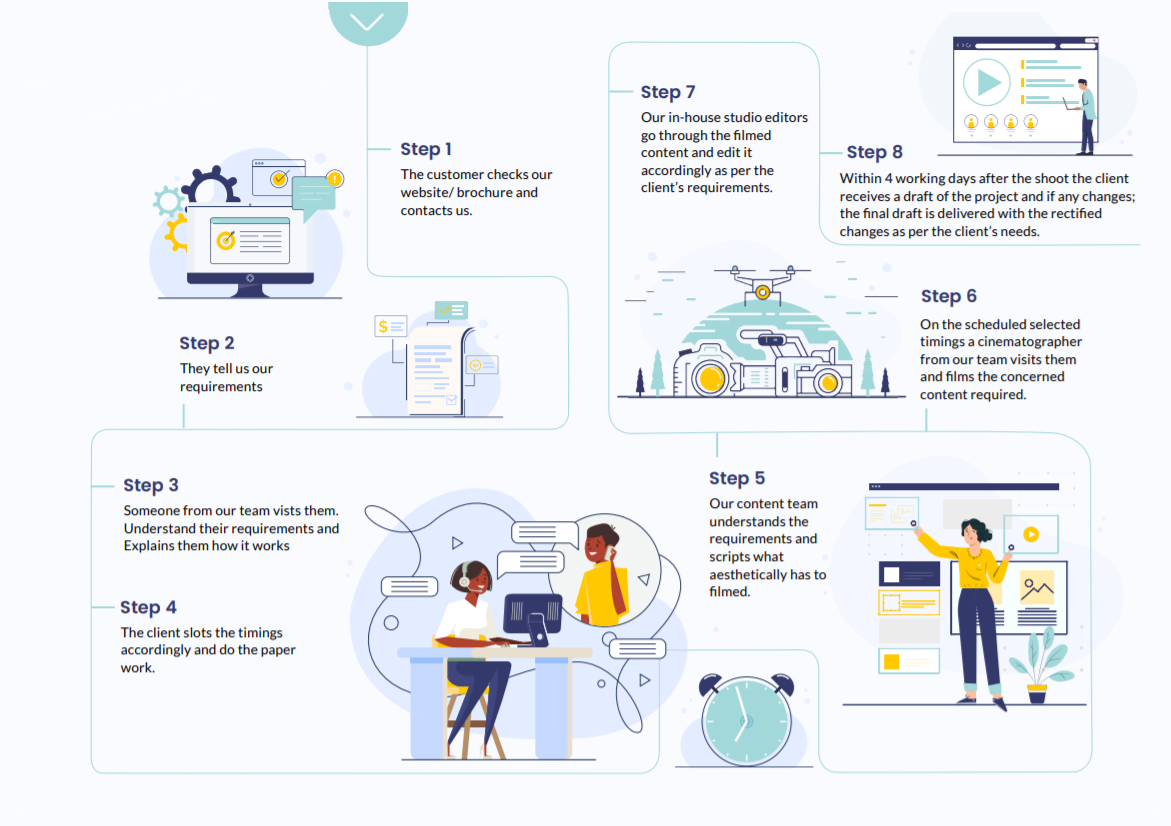 Step 1
The customer checks our
website/ brochure and
contacts us.
Step 2
They tell us our
requirements
$
Step 3
Someone from our team vists them.
Understand their requirements and
Explains them how it works
Step 4
The client slots the timings
accordingly and do the paper
work.
Step 5
Our content team
understands the
requirements and
scripts what
aesthetically has to
filmed.
Step 6
On the scheduled selected
timings a cinematographer
from our team visits them
and films the concerned
content required.
Step 7
Our in-house studio editors
go through the filmed
content and edit it
accordingly as per the
client's requirements.
Step 8
Within 4 working days after the shoot the client
receives a draft of the project and if any changes;
the final draft is delivered with the rectified
changes as per the client's needs.